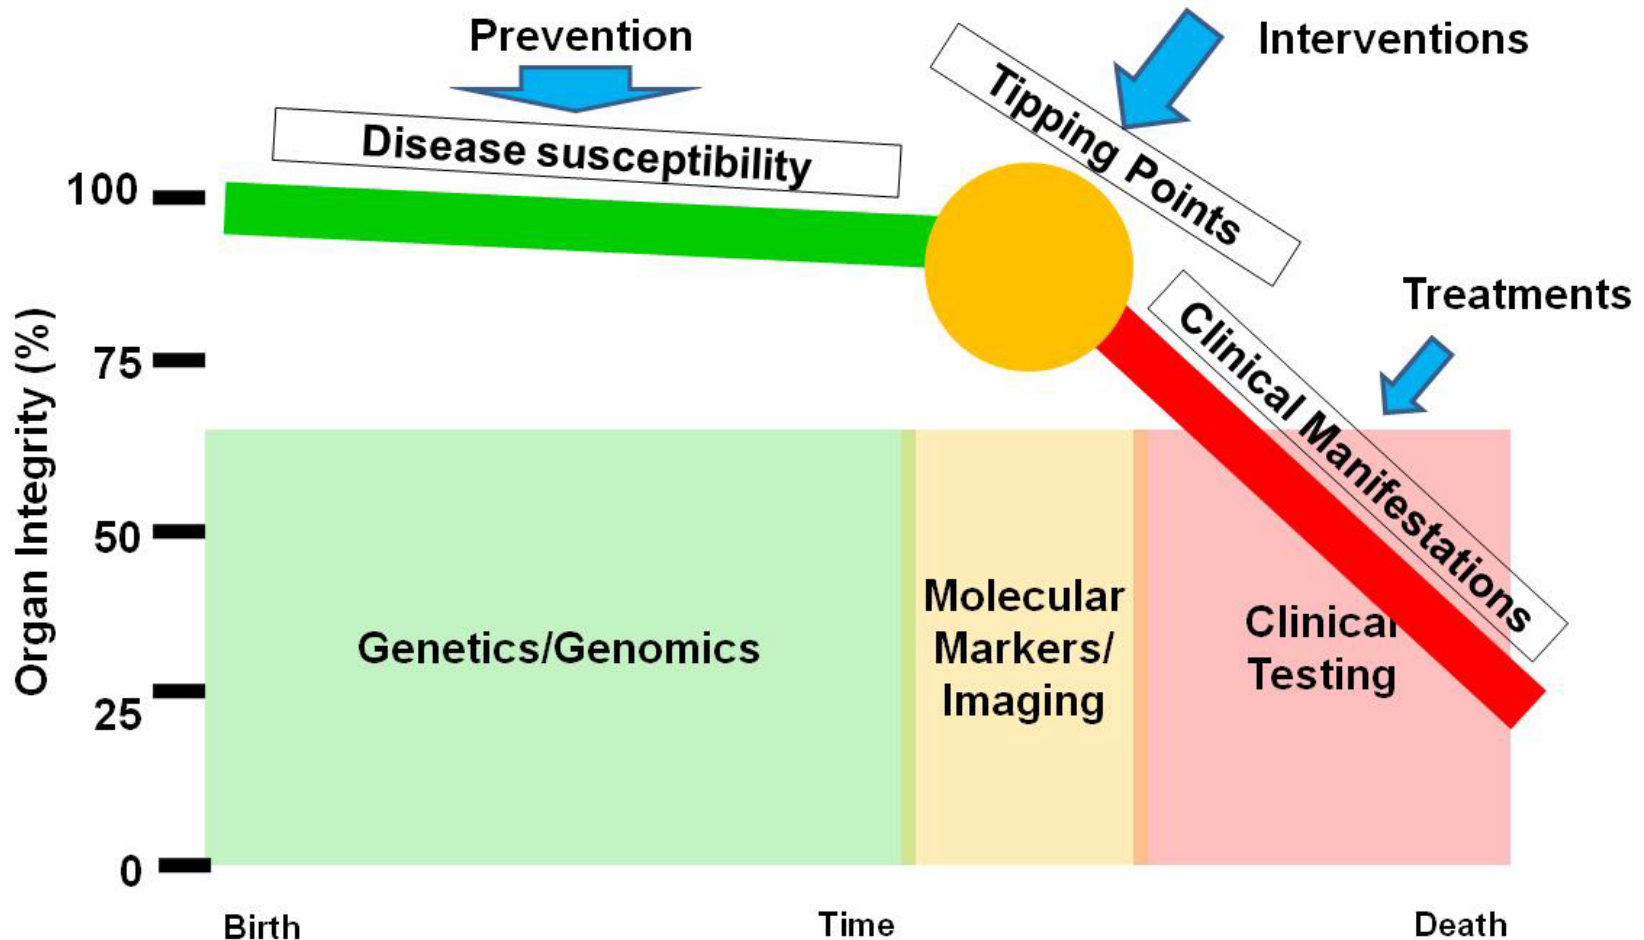 Prevention
Interventions
Tipping Points
Disease susceptibility
Treatments
Clinical Manifestations
Organ Integrity (%)
100
75
50
25
0
Genetics/Genomics
Molecular
Markers/
Imaging
Clinical
Testing
Birth
Time
Death